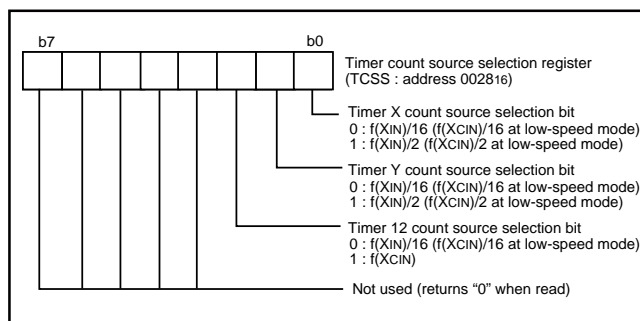 b7 b0
Timer count source selection register
(TCSS : address 002816)
Timer X count source selection bit
0 : f(XIN)/16 (f(XCIN)/16 at low-speed mode)
1 : f(XIN)/2 (f(XCIN)/2 at low-speed mode)
Timer Y count source selection bit
0 : f(XIN)/16 (f(XCIN)/16 at low-speed mode)
1 : f(XIN)/2 (f(XCIN)/2 at low-speed mode)
Timer 12 count source selection bit
0 : f(XIN)/16 (f(XCIN)/16 at low-speed mode)
1 : f(XCIN)
Not used (returns “0” when read)